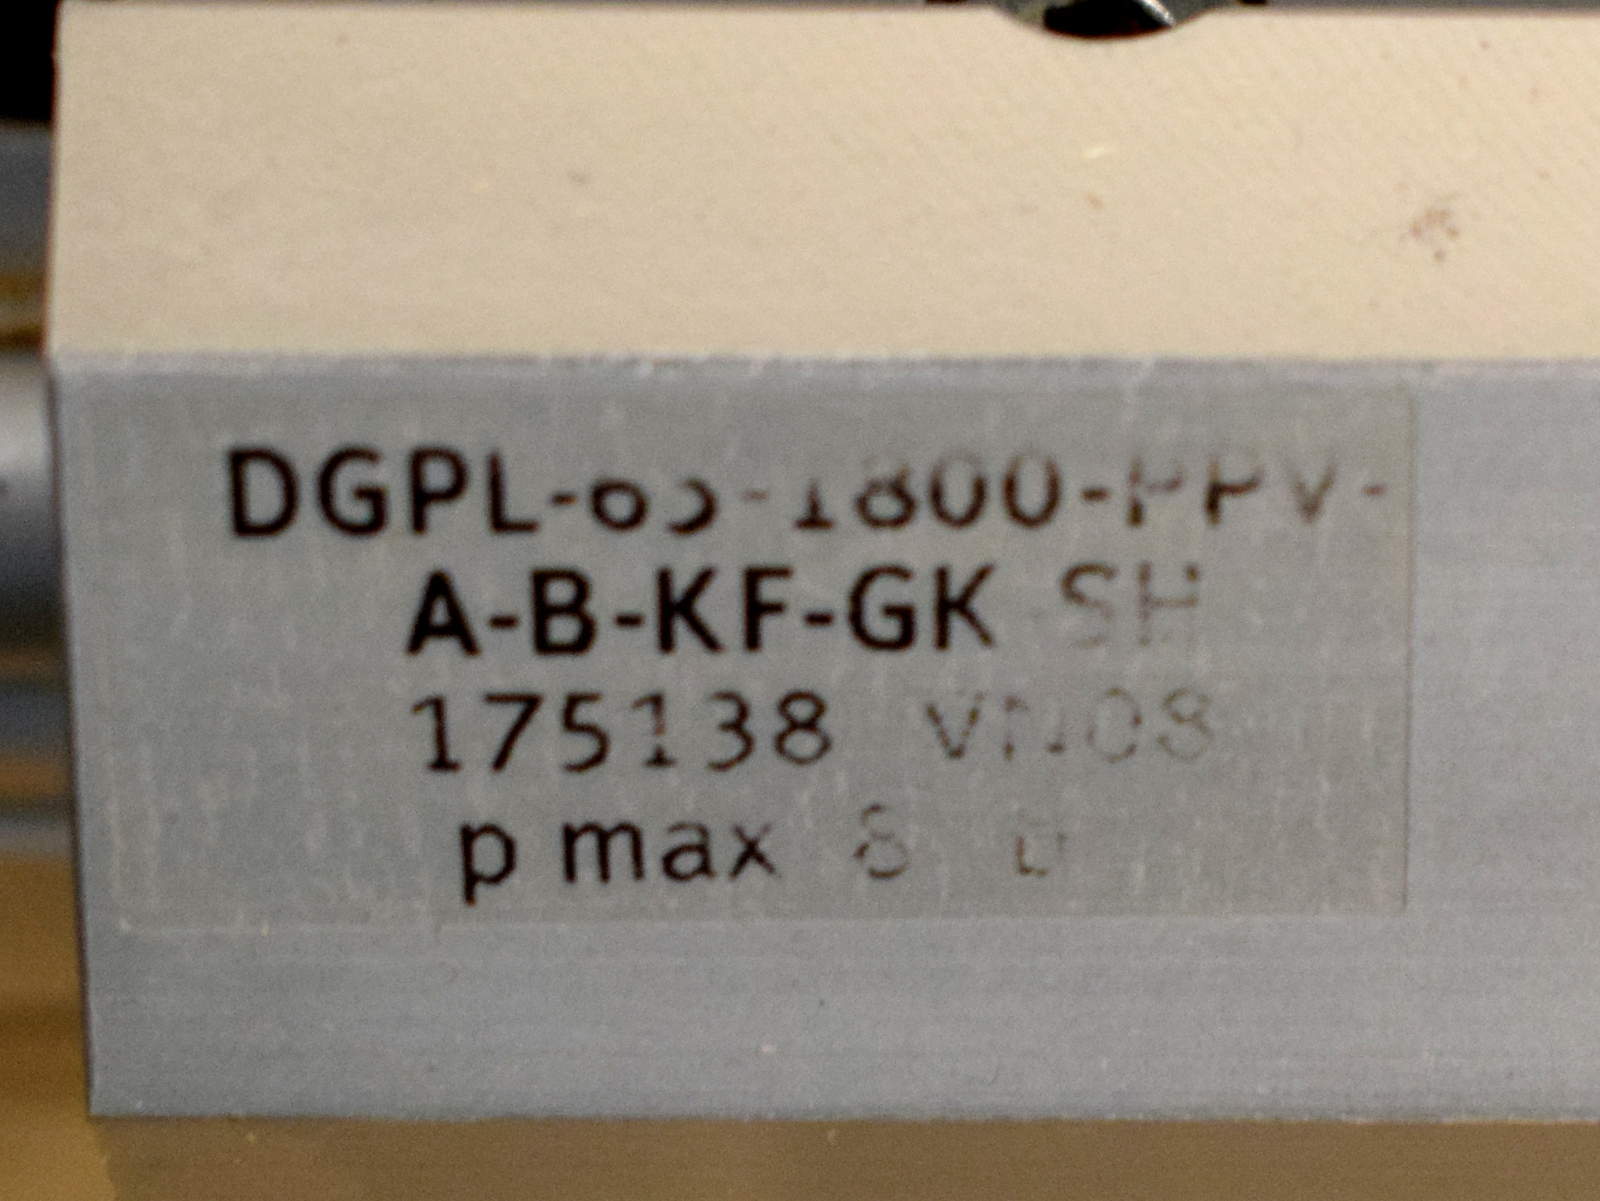 DGPL-63-1800-PPV-
A-B-KF-GK SH
175138 VN08
p max 8